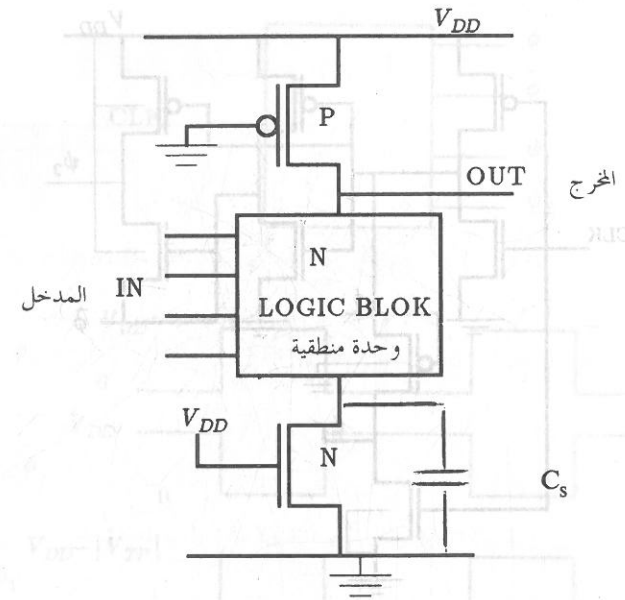 V_DD
P
OUT
المخرج
N
IN
المدخل
LOGIC BLOK
وحدة منطقية
V_DD
N
C_s